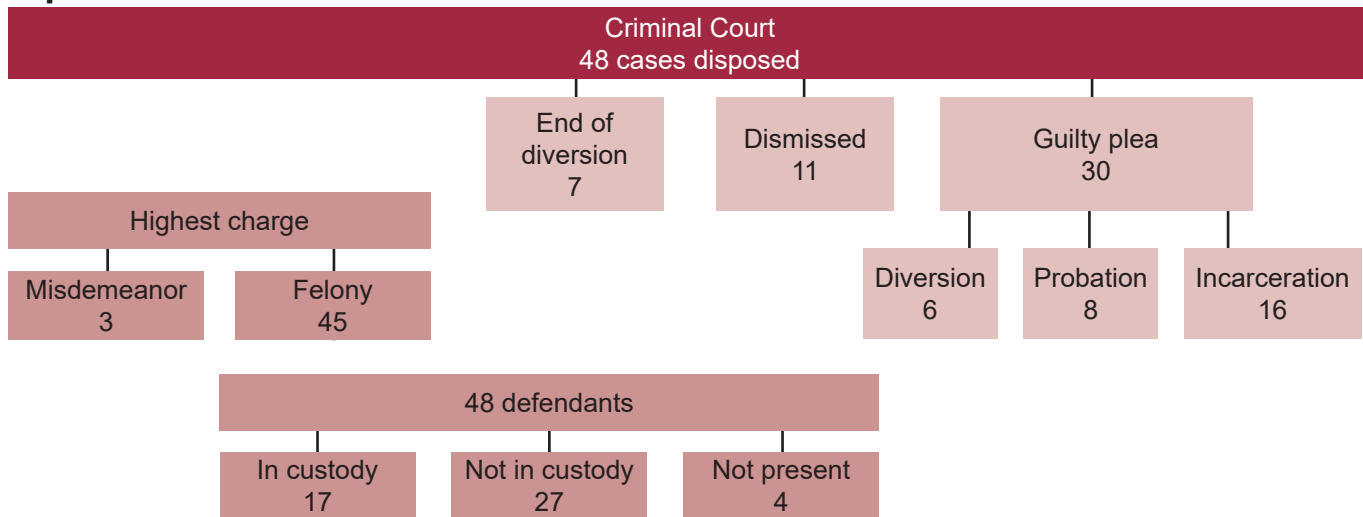 Criminal Court
48 cases disposed
End of
diversion
7
Dismissed
11
Guilty plea
30
Highest charge
Misdemeanor
3
Felony
45
Diversion
6
Probation
8
Incarceration
16
48 defendants
In custody
17
Not in custody
27
Not present
4